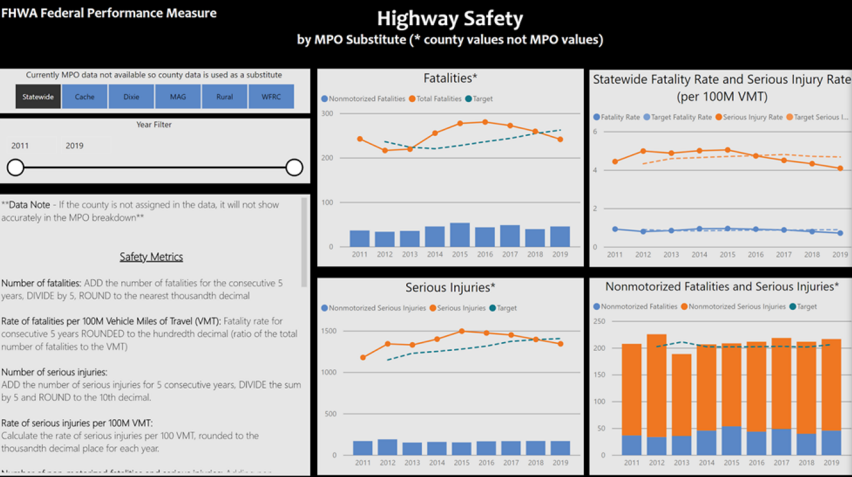 FHWA Federal Performance Measure
Highway Safety
by MPO Substitute (* county values not MPO values)
Currently MPO data not available so county data is used as a substitute
Statewide
Cache
Dixie
MAG
Rural
WFRC
Year Filter
2011
2019
**Data Note - If the county is not assigned in the data, it will not show
accurately in the MPO breakdown**
Safety Metrics
Number of fatalities: ADD the number of fatalities for the consecutive 5
years, DIVIDE by 5, ROUND to the nearest thousandth decimal
Rate of fatalities per 100M Vehicle Miles of Travel (VMT): Fatality rate for
consecutive 5 years ROUNDED to the hundredth decimal (ratio of the total
number of fatalities to the VMT)
Number of serious injuries:
ADD the number of serious injuries for 5 consecutive years, DIVIDE the sum
by 5 and ROUND to the 10th decimal.
Rate of serious injuries per 100M VMT:
Calculate the rate of serious injuries per 100 VMT, rounded to the
thousandth decimal place for each year.
Fatalities*
Nonmotorized Fatalities Total Fatalities Target
300
200
100
0
2011 2012 2013 2014 2015 2016 2017 2018 2019
Statewide Fatality Rate and Serious Injury Rate
(per 100M VMT)
Fatality Rate Target Fatality Rate Serious Injury Rate Target Serious I...
6
4
2
0
2011 2012 2013 2014 2015 2016 2017 2018 2019
Serious Injuries*
Nonmotorized Serious Injuries Serious Injuries Target
1500
1000
500
0
2011 2012 2013 2014 2015 2016 2017 2018 2019
Nonmotorized Fatalities and Serious Injuries*
Nonmotorized Fatalities Nonmotorized Serious Injuries Target
250
200
150
100
50
0
2011 2012 2013 2014 2015 2016 2017 2018 2019